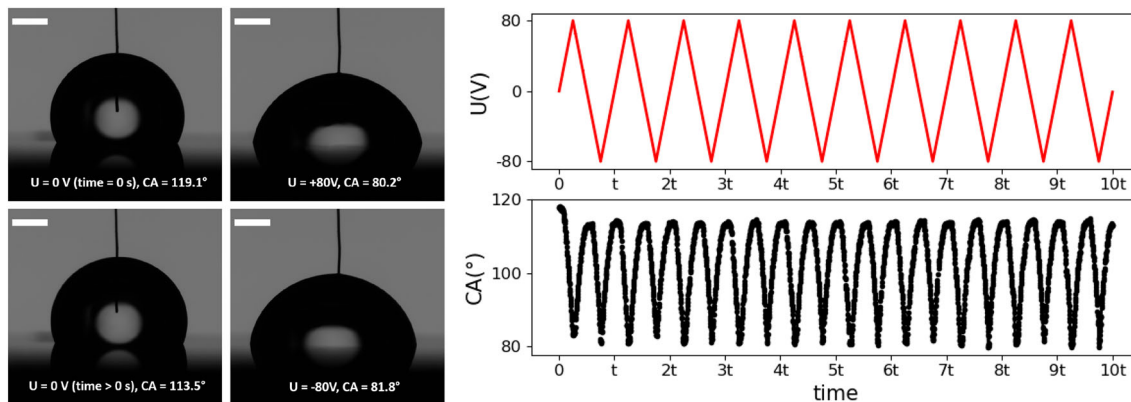 U = 0 V (time = 0 s), CA = 119.1°
U = +80V, CA = 80.2°
U = 0 V (time > 0 s), CA = 113.5°
U = -80V, CA = 81.8°
U(V)
80
0
-80
0 t 2t 3t 4t 5t 6t 7t 8t 9t 10t
CA(°)
120
100
80
0 t 2t 3t 4t 5t 6t 7t 8t 9t 10t
time